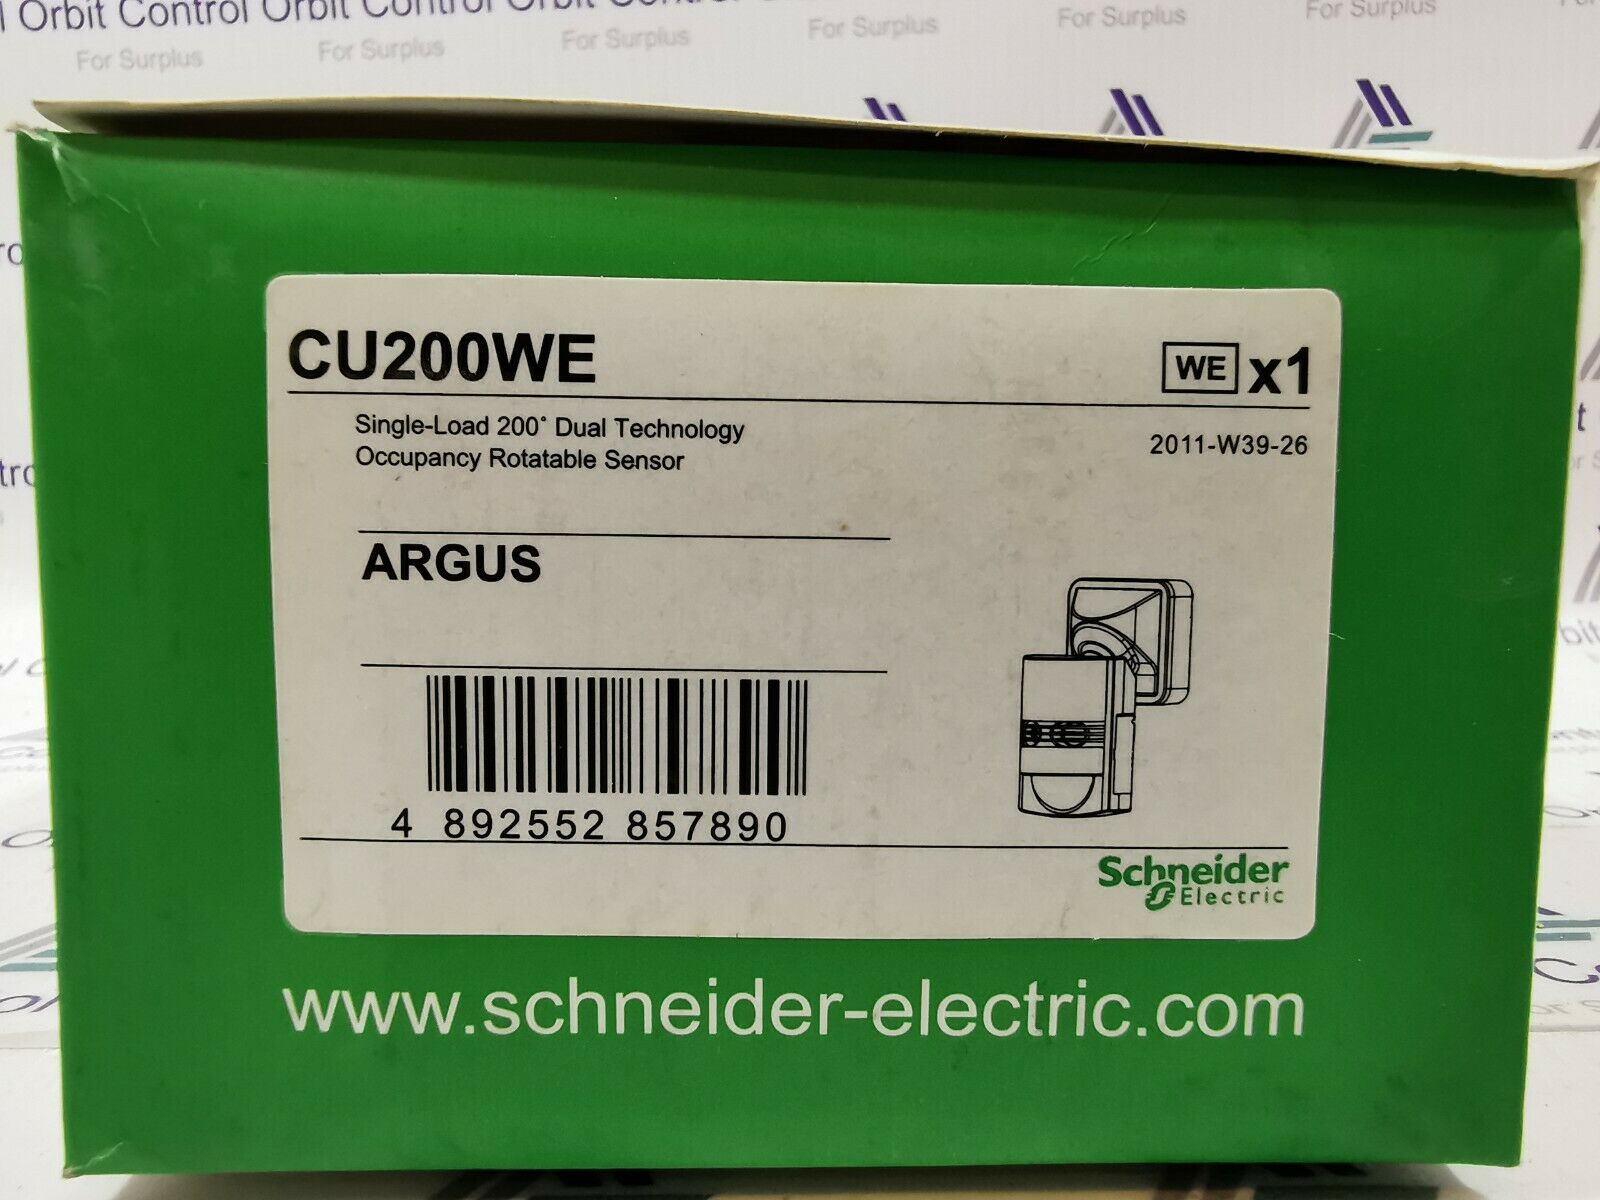 l Orbit Control Orbit Control Orbit Control
For Surplus For Surplus For Surplus For Surplus For Surplus For Surplus
CU200WE
WE x1
Single-Load 200° Dual Technology
Occupancy Rotatable Sensor
2011-W39-26
ARGUS
4 892552 857890
Schneider
Electric
www.schneider-electric.com